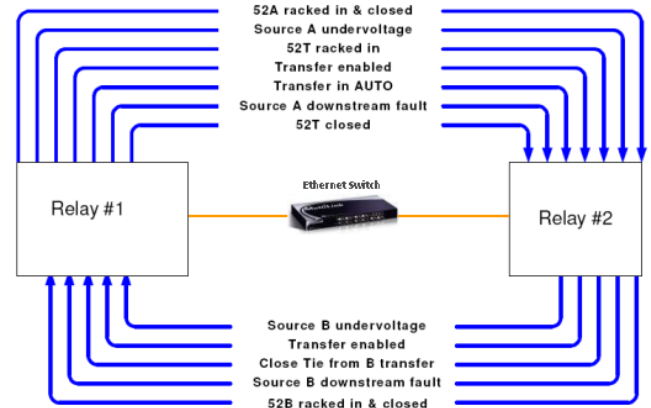 52A racked in & closed
Source A undervoltage
52T racked in
Transfer enabled
Transfer in AUTO
Source A downstream fault
52T closed
Ethernet Switch
Relay #1
Relay #2
Source B undervoltage
Transfer enabled
Close Tie from B transfer
Source B downstream fault
52B racked in & closed